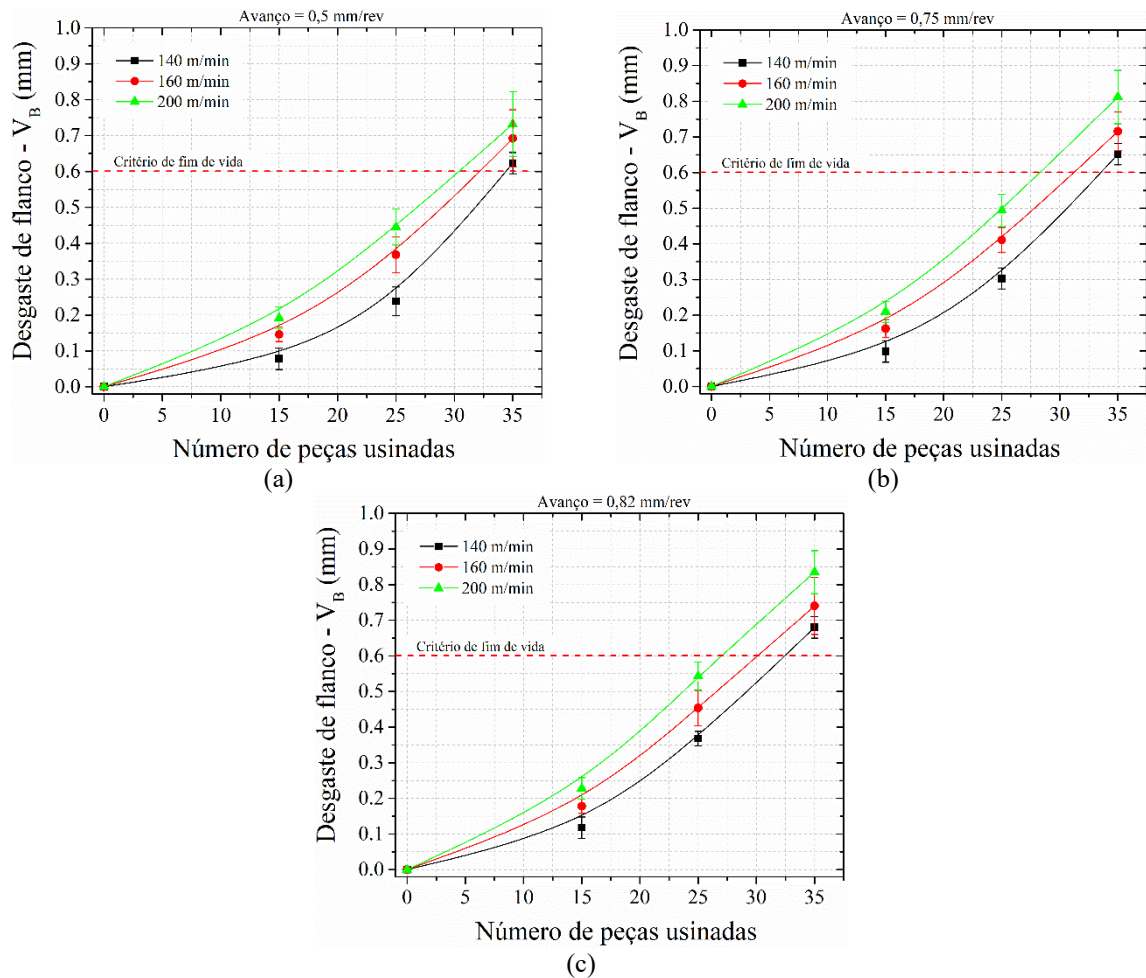 Avanço = 0,5 mm/rev
Desgaste de flanco - V_B (mm)
1.0
0.9
0.8
0.7
0.6
0.5
0.4
0.3
0.2
0.1
0.0
140 m/min
160 m/min
200 m/min
Critério de fim de vida
0 5 10 15 20 25 30 35
Número de peças usinadas
(a)
Avanço = 0,75 mm/rev
Desgaste de flanco - V_B (mm)
1.0
0.9
0.8
0.7
0.6
0.5
0.4
0.3
0.2
0.1
0.0
140 m/min
160 m/min
200 m/min
Critério de fim de vida
0 5 10 15 20 25 30 35
Número de peças usinadas
(b)
Avanço = 0,82 mm/rev
Desgaste de flanco - V_B (mm)
1.0
0.9
0.8
0.7
0.6
0.5
0.4
0.3
0.2
0.1
0.0
140 m/min
160 m/min
200 m/min
Critério de fim de vida
0 5 10 15 20 25 30 35
Número de peças usinadas
(c)